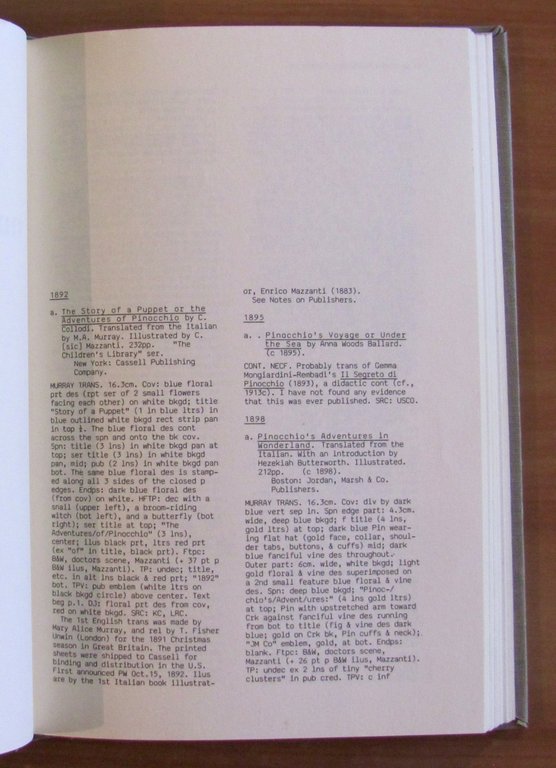 1892
a. The Story of a Puppet or the
Adventures of Pinocchio by C.
Collodi. Translated from the Italian
by M.A. Murray. Illustrated by C.
[sic] Mazzanti. 232pp. "The
Children's Library" ser.
New York: Cassell Publishing
Company.
MURRAY TRANS. 16.3cm. Cov: blue floral
prt des (rpt ser of 2 small flowers
facing each other) on white bkgd; title
"Story of a Puppet" (1 ln blue ltrs) in
blue outlined white bkgd rect strip pan
in top ½. The blue floral des cont
across the spn and onto the bk cov.
Spn: title (3 lns) in white bkgd pan at
top; ser title (3 lns) in white bkgd
pan, mid; pub (2 lns) in white bkgd pan
bot. The same blue floral des is stamp-
ed along all 3 sides of the closed p
edges. Endps: dark blue floral des
(from cov) on white. HFTP: dec with a
snail (upper left), a broom-riding
witch (bot left), and a butterfly (bot
right); ser title at top; "The
Adventures/of/Pinocchio" (3 lns),
center; ilus black prt, ltrs red prt
(ex "of" in title, black prt). Ftpc:
B&W, doctors scene, Mazzanti (+ 37 pt p
B&W ilus, Mazzanti). TP: undec; title,
etc. in alt lns black & red prt; "1892"
bot. TPV: pub emblem (white ltrs on
black bkgd circle) above center. Text
beg p.1. DJ: floral prt des from cov,
red on white bkgd. SRC: KC, LRC.
The 1st English trans was made by
Mary Alice Murray, and rel by T. Fisher
Unwin (London) for the 1891 Christmas
season in Great Britain. The printed
sheets were shipped to Cassell for
binding and distribution in the U.S.
First announced PW Oct.15, 1892. Ilus
are by the 1st Italian book illustrat-
or, Enrico Mazzanti (1883).
See Notes on Publishers.
1895
a. . Pinocchio's Voyage or Under
the Sea by Anna Woods Ballard.
(c 1895).
CONT. NECF. Probably trans of Gemma
Mongiardini-Rembadi's Il Segreto di
Pinocchio (1893), a didactic cont (cf.,
1913c). I have not found any evidence
that this was ever published. SRC: USCO.
1898
a. Pinocchio's Adventures in
Wonderland. Translated from the
Italian. With an introduction by
Hezekiah Butterworth. Illustrated.
212pp. (c 1898).
Boston: Jordan, Marsh & Co.
Publishers.
MURRAY TRANS. 16.3cm. Cov: div by dark
blue vert sep ln. Spn edge part: 4.3cm.
wide, deep blue bkgd; f title (4 lns,
gold ltrs) at top; dark blue Pin wear-
ing flat hat (gold face, collar, shoul-
der tabs, buttons, & cuffs) mid; dark
blue fanciful vine des throughout.
Outer part: 6cm. wide, white bkgd; light
gold floral & vine des superimposed on
a 2nd small feature blue floral & vine
des. Spn: deep blue bkgd; "Pinoc-/
chio's/Advent/ures:" (4 lns gold ltrs)
at top; Pin with upstretched arm toward
Crk against fanciful vine des running
from bot to title (fig & vine des dark
blue; gold on Crk bk, Pin cuffs & neck);
"JM Co" emblem, gold, at bot. Endps:
blank. Ftpc: B&W, doctors scene,
Mazzanti (+ 26 pt p B&W ilus, Mazzanti).
TP: undec ex 2 lns of tiny "cherry
clusters" in pub cred. TPV: c inf